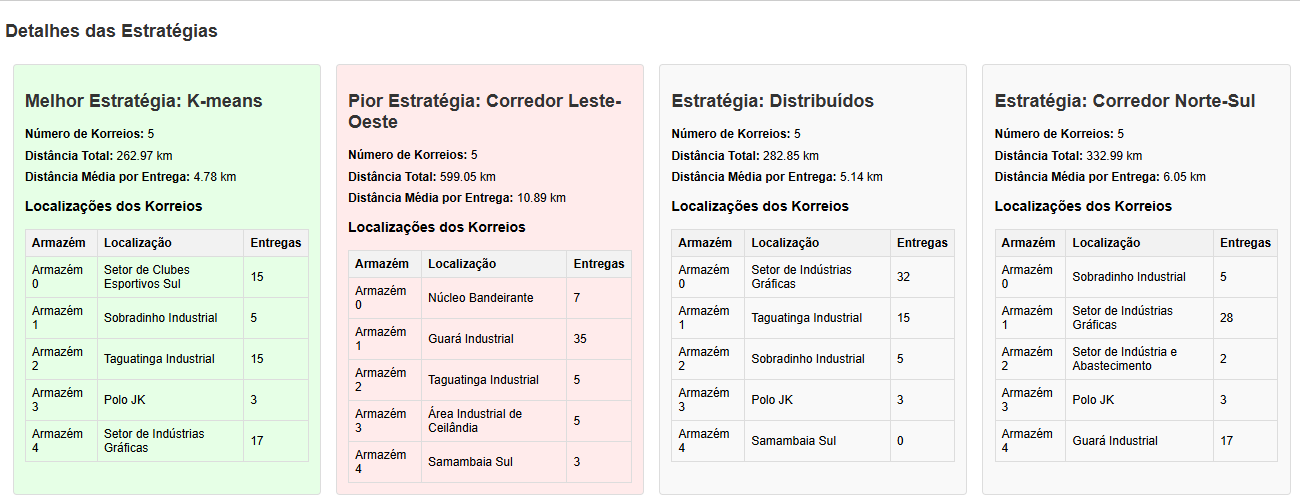 Detalhes das Estratégias
Melhor Estratégia: K-means
Número de Korreios: 5
Distância Total: 262.97 km
Distância Média por Entrega: 4.78 km
Localizações dos Korreios
Armazém Localização Entregas
Armazém
0
Setor de Clubes
Esportivos Sul
15
Armazém
1
Sobradinho Industrial
5
Armazém
2
Taguatinga Industrial
15
Armazém
3
Polo JK
3
Armazém
4
Setor de Indústrias
Gráficas
17
Pior Estratégia: Corredor Leste-
Oeste
Número de Korreios: 5
Distância Total: 599.05 km
Distância Média por Entrega: 10.89 km
Localizações dos Korreios
Armazém Localização Entregas
Armazém
0
Núcleo Bandeirante
7
Armazém
1
Guará Industrial
35
Armazém
2
Taguatinga Industrial
5
Armazém
3
Área Industrial de
Ceilândia
5
Armazém
4
Samambaia Sul
3
Estratégia: Distribuídos
Número de Korreios: 5
Distância Total: 282.85 km
Distância Média por Entrega: 5.14 km
Localizações dos Korreios
Armazém Localização Entregas
Armazém
0
Setor de Indústrias
Gráficas
32
Armazém
1
Taguatinga Industrial
15
Armazém
2
Sobradinho Industrial
5
Armazém
3
Polo JK
3
Armazém
4
Samambaia Sul
0
Estratégia: Corredor Norte-Sul
Número de Korreios: 5
Distância Total: 332.99 km
Distância Média por Entrega: 6.05 km
Localizações dos Korreios
Armazém Localização Entregas
Armazém
0
Sobradinho Industrial
5
Armazém
1
Setor de Indústrias
Gráficas
28
Armazém
2
Setor de Indústria e
Abastecimento
2
Armazém
3
Polo JK
3
Armazém
4
Guará Industrial
17